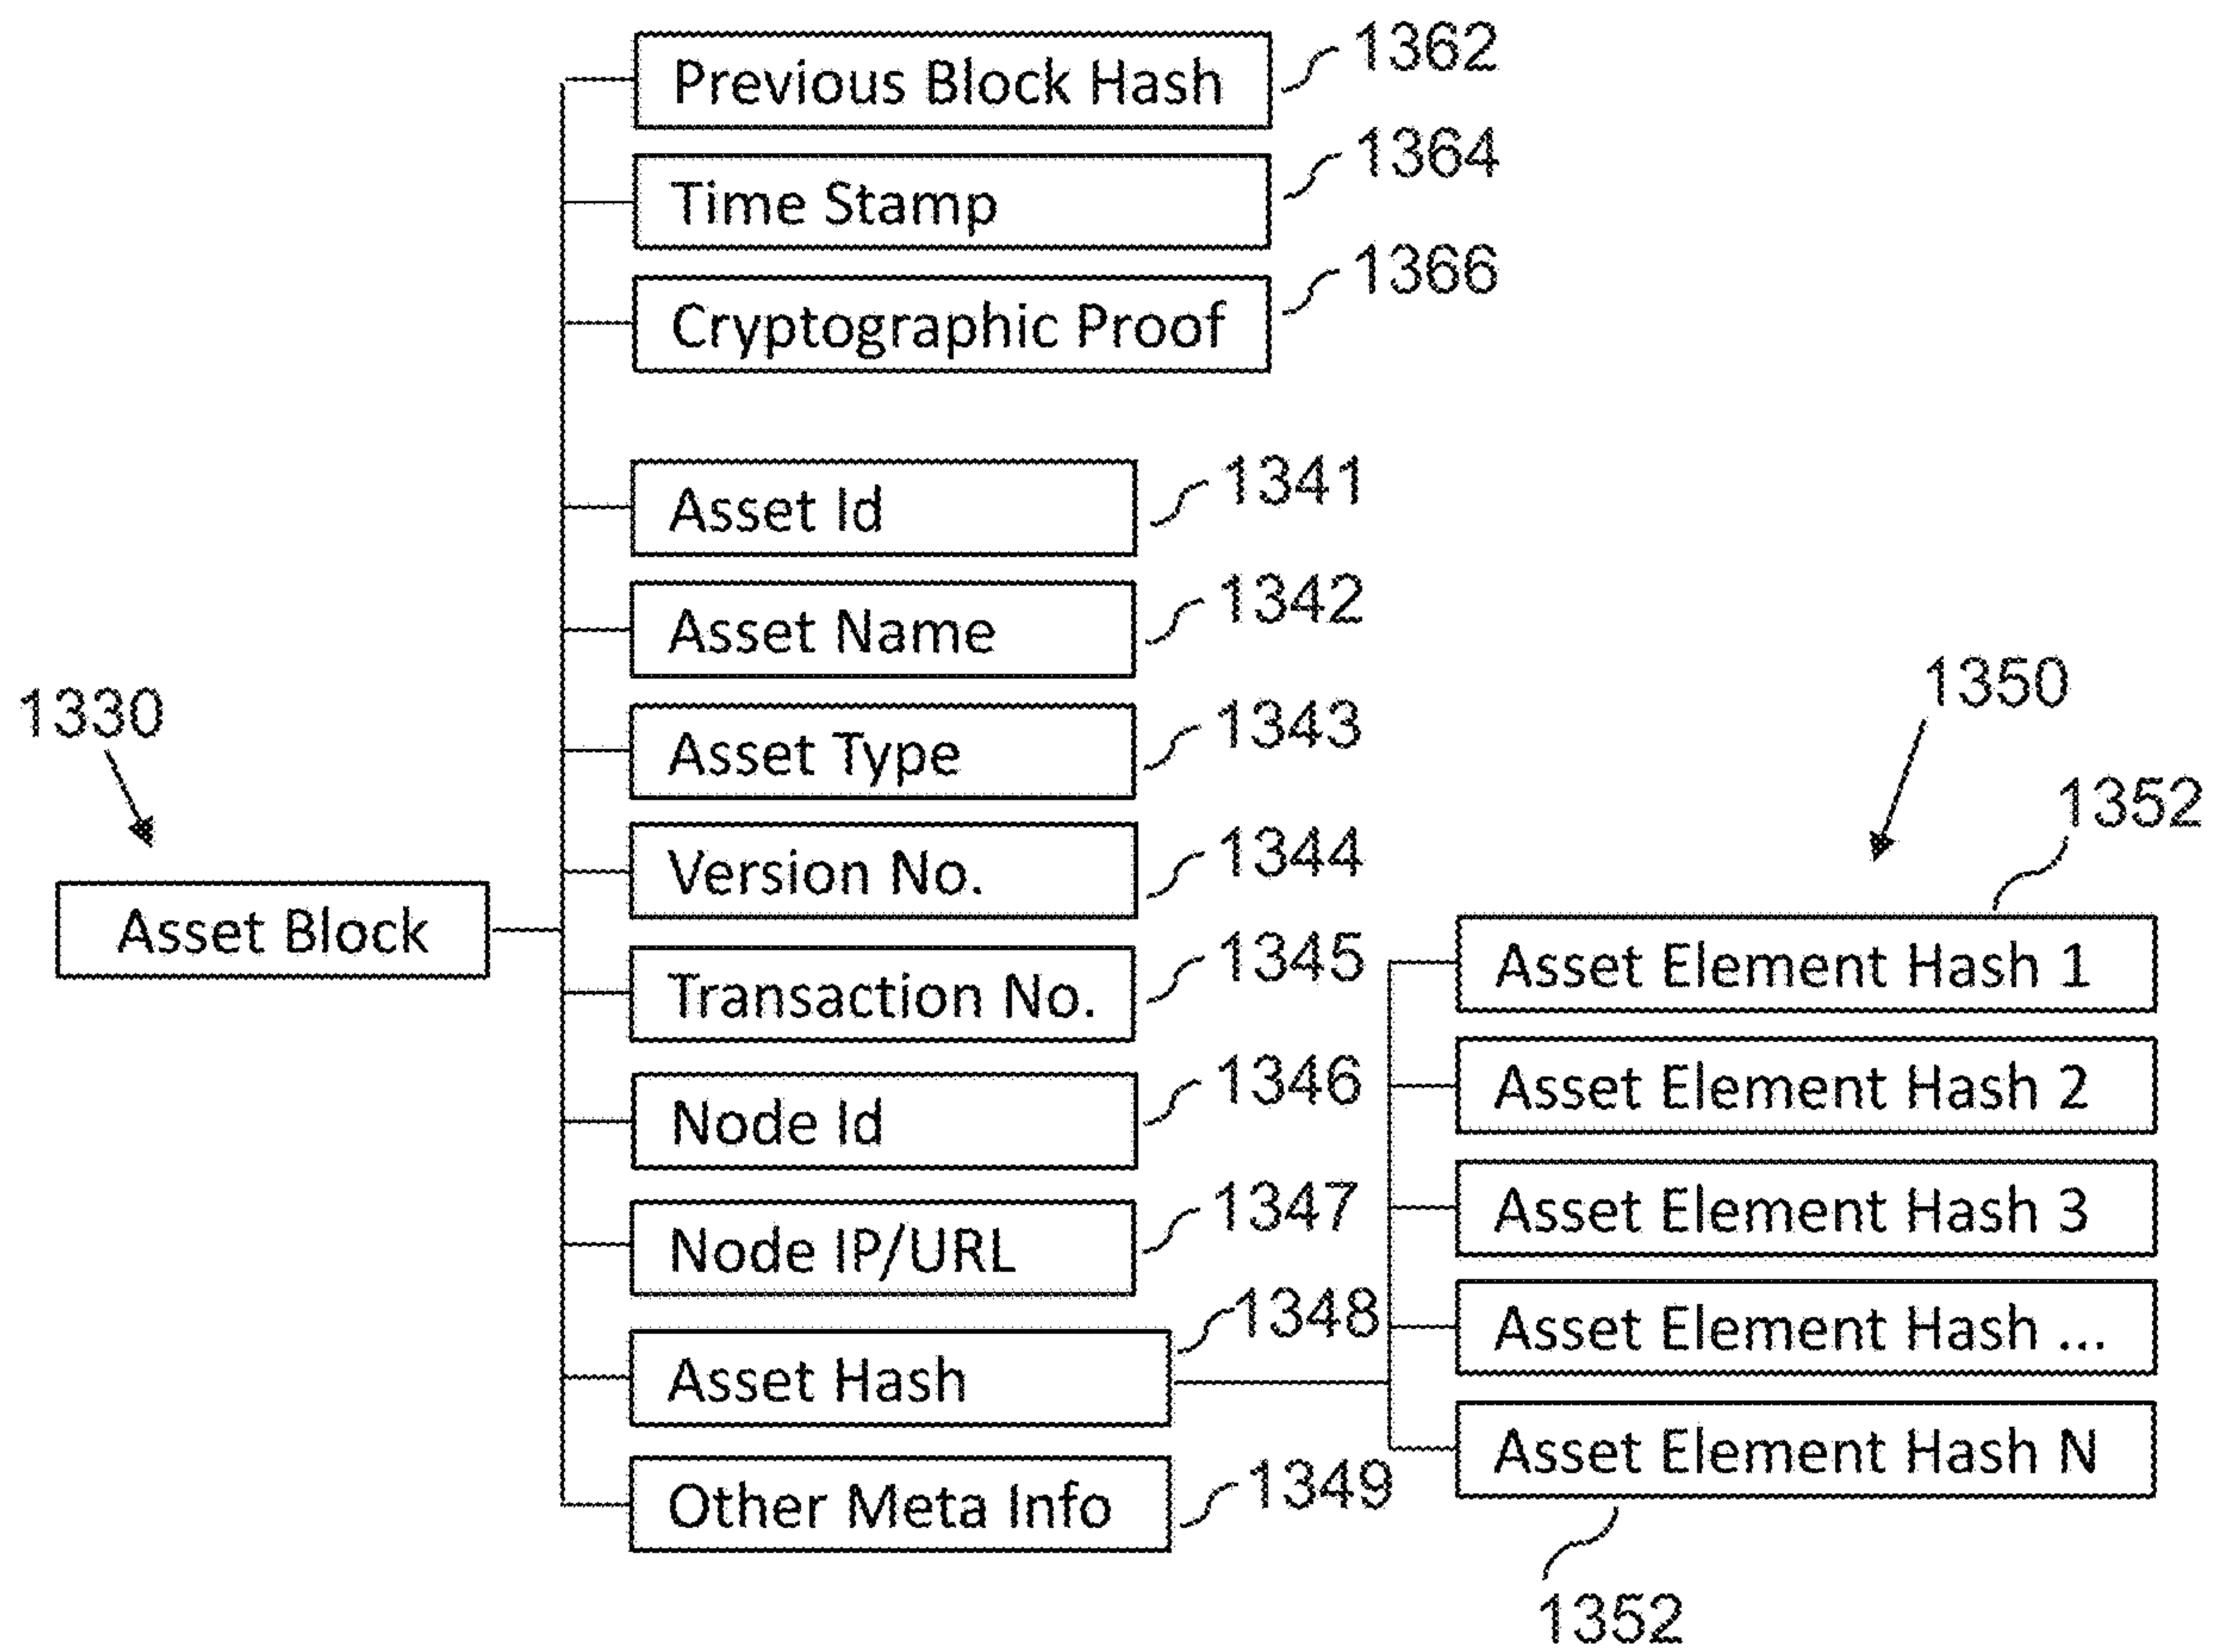 Previous Block Hash
1362
Time Stamp
1364
Cryptographic Proof
1366
Asset Id
1341
Asset Name
1342
Asset Type
1343
Version No.
1344
Transaction No.
1345
Node Id
1346
Node IP/URL
1347
Asset Hash
1348
Other Meta Info
1349
1330
Asset Block
1350
1352
Asset Element Hash 1
Asset Element Hash 2
Asset Element Hash 3
Asset Element Hash ...
Asset Element Hash N
1352